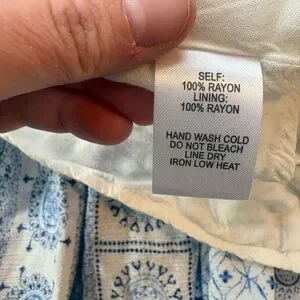 SELF:
100% RAYON
LINING:
100% RAYON
HAND WASH COLD
DO NOT BLEACH
LINE DRY
IRON LOW HEAT